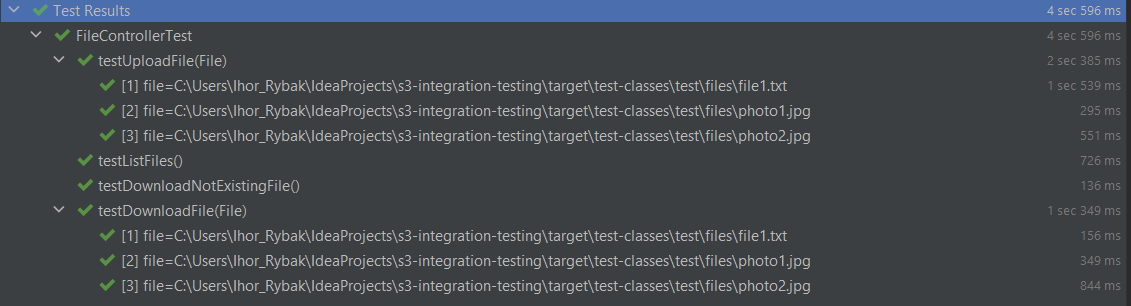 Test Results 4 sec 596 ms
FileControllerTest 4 sec 596 ms
testUploadFile(File) 2 sec 385 ms
[1] file=C:\Users\Ihor_Rybak\IdeaProjects\s3-integration-testing\target\test-classes\test\files\file1.txt 1 sec 539 ms
[2] file=C:\Users\Ihor_Rybak\IdeaProjects\s3-integration-testing\target\test-classes\test\files\photo1.jpg 295 ms
[3] file=C:\Users\Ihor_Rybak\IdeaProjects\s3-integration-testing\target\test-classes\test\files\photo2.jpg 551 ms
testListFiles() 726 ms
testDownloadNotExistingFile() 136 ms
testDownloadFile(File) 1 sec 349 ms
[1] file=C:\Users\Ihor_Rybak\IdeaProjects\s3-integration-testing\target\test-classes\test\files\file1.txt 156 ms
[2] file=C:\Users\Ihor_Rybak\IdeaProjects\s3-integration-testing\target\test-classes\test\files\photo1.jpg 349 ms
[3] file=C:\Users\Ihor_Rybak\IdeaProjects\s3-integration-testing\target\test-classes\test\files\photo2.jpg 844 ms